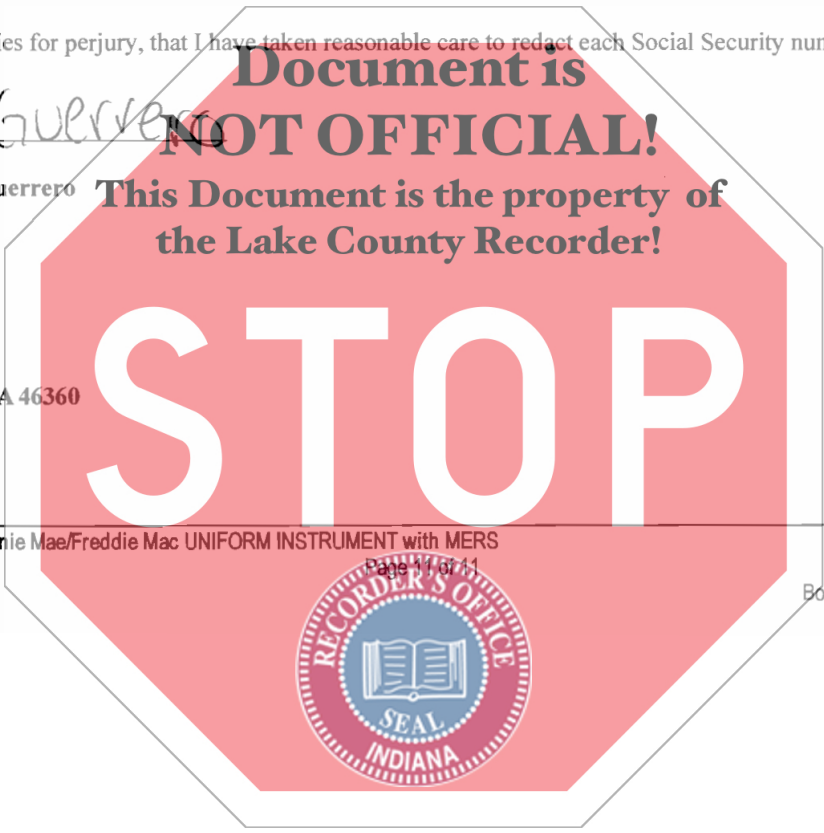 ies for perjury, that I have taken reasonable care to redact each Social Security num
Document is
Guerrero
NOT OFFICIAL!
uerrero
This Document is the property of
the Lake County Recorder!
STOP
A 46360
nie Mae/Freddie Mac UNIFORM INSTRUMENT with MERS
Page 11 of 11
Bo
RECORDER'S OFFICE
SEAL
INDIANA